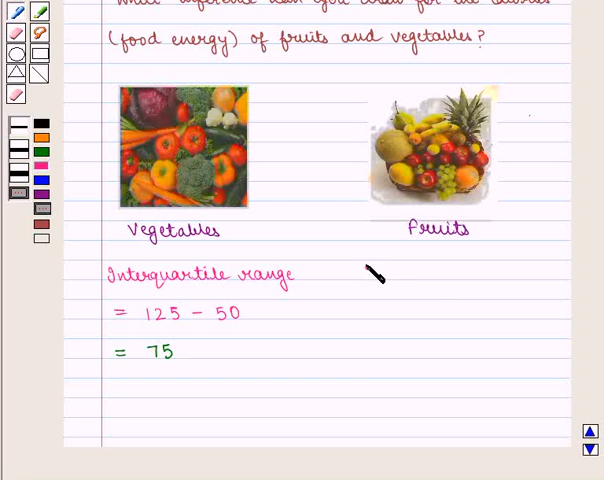 (food energy) of fruits and vegetables?
Vegetables
Fruits
Interquartile range
= 125 - 50
= 75